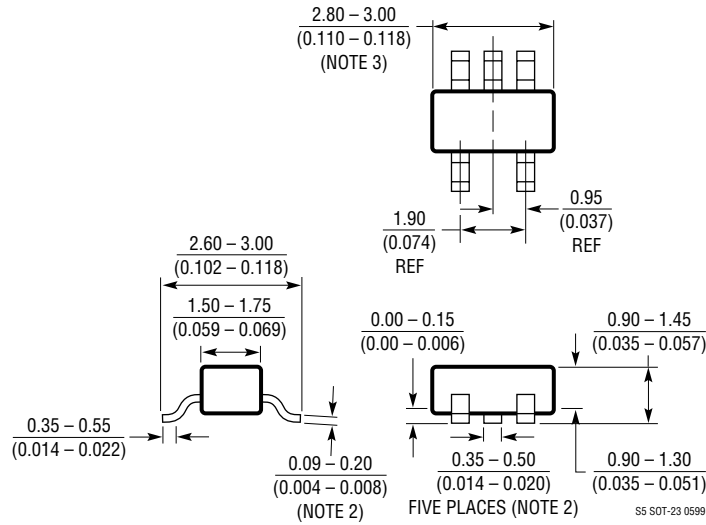 2.80 – 3.00
(0.110 – 0.118)
(NOTE 3)
0.95
(0.037)
REF
1.90
(0.074)
REF
2.60 – 3.00
(0.102 – 0.118)
1.50 – 1.75
(0.059 – 0.069)
0.00 – 0.15
(0.00 – 0.006)
0.90 – 1.45
(0.035 – 0.057)
0.35 – 0.55
(0.014 – 0.022)
0.09 – 0.20
(0.004 – 0.008)
(NOTE 2)
0.35 – 0.50
(0.014 – 0.020)
FIVE PLACES (NOTE 2)
0.90 – 1.30
(0.035 – 0.051)
S5 SOT-23 0599